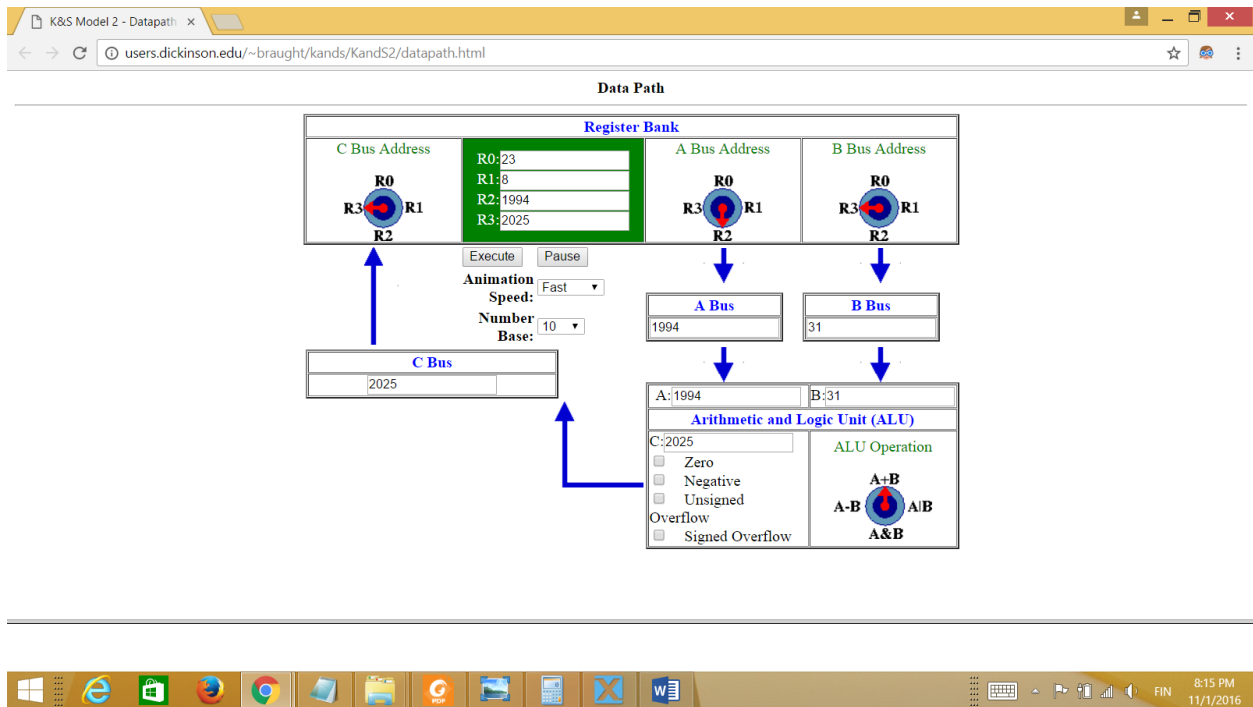 K&S Model 2 - Datapath
users.dickinson.edu/~braught/kands/KandS2/datapath.html
Data Path
Register Bank
C Bus Address
R0
R3 R1
R2
R0: 23
R1: 8
R2: 1994
R3: 2025
A Bus Address
R0
R3 R1
R2
B Bus Address
R0
R3 R1
R2
Execute Pause
Animation Speed: Fast
Number Base: 10
A Bus
1994
B Bus
31
C Bus
2025
A: 1994 B: 31
Arithmetic and Logic Unit (ALU)
C: 2025
Zero
Negative
Unsigned
Overflow
Signed Overflow
ALU Operation
A+B
A-B A|B
A&B
FIN
8:15 PM
11/1/2016